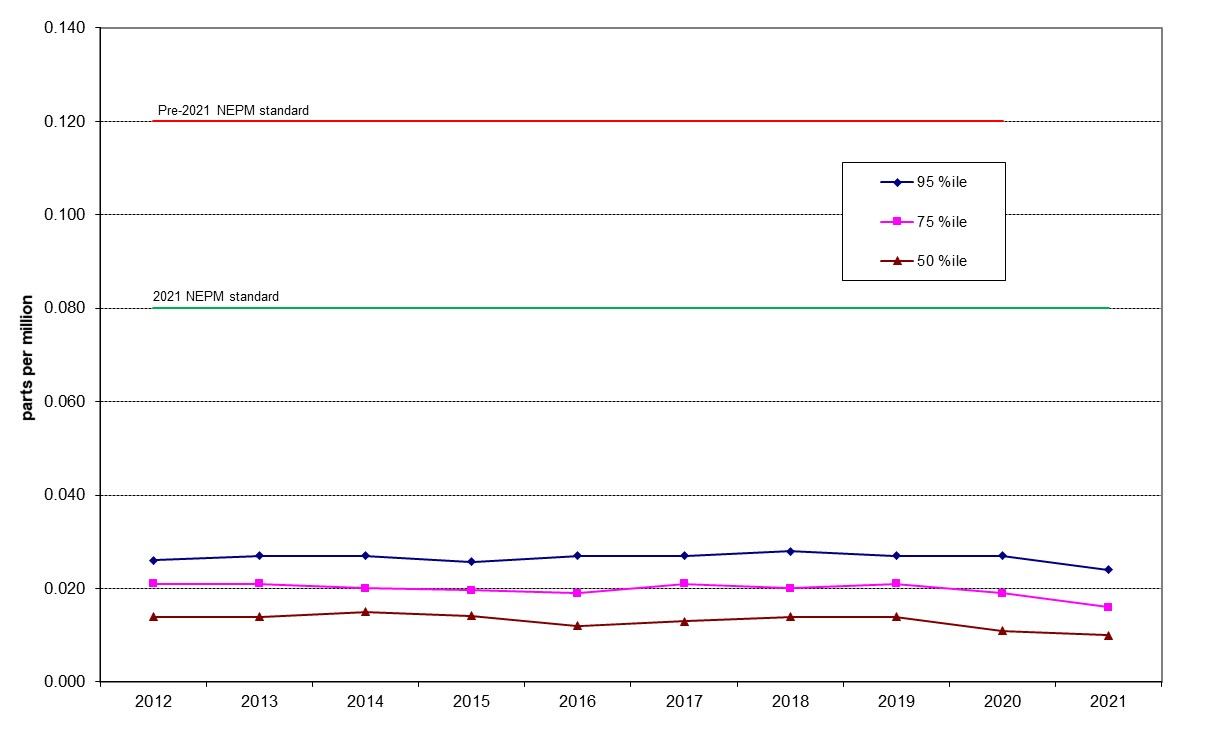 0.140
Pre-2021 NEPM standard
0.120
95 %ile
0.100
75 %ile
50 %ile
2021 NEPM standard
0.080
parts per million
0.060
0.040
0.020
0.000
2012 2013 2014 2015 2016 2017 2018 2019 2020 2021